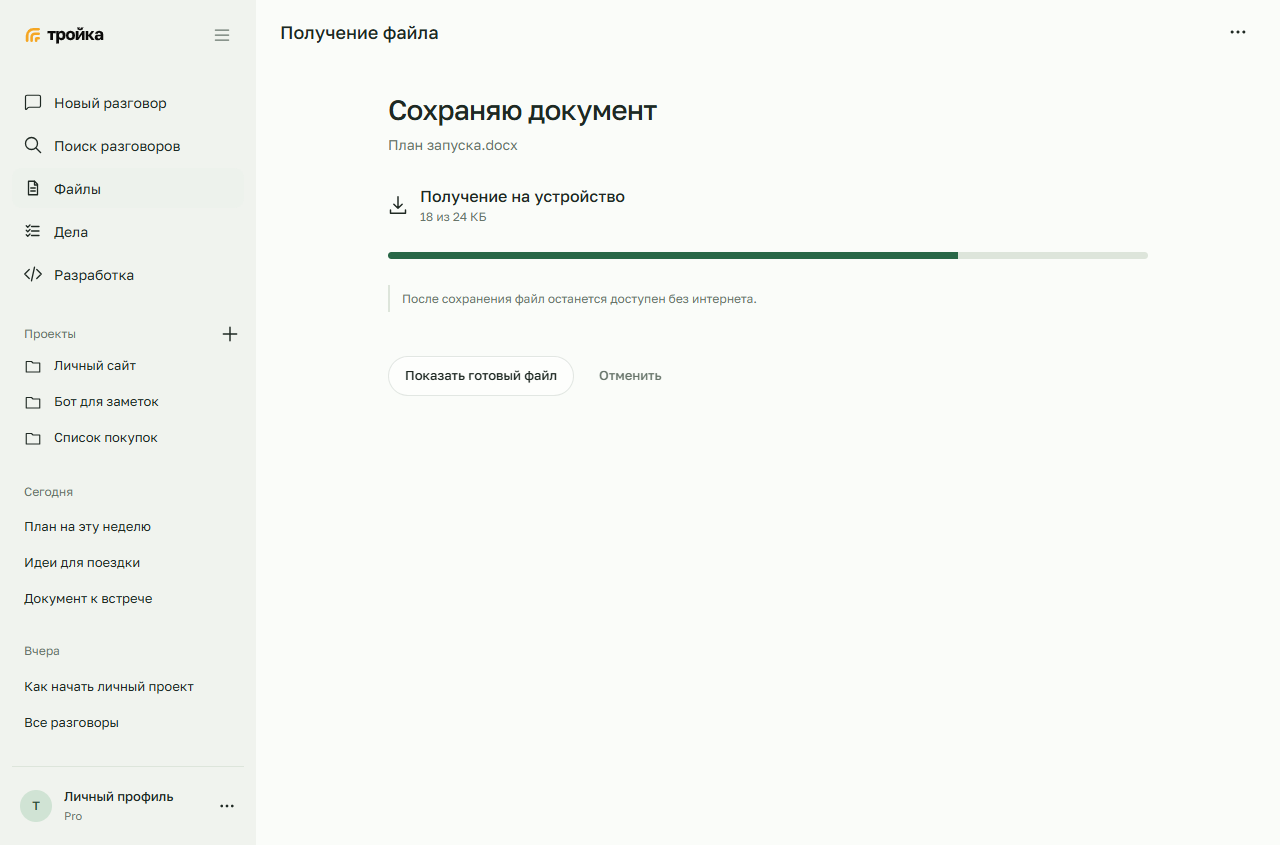 тройка
Новый разговор
Поиск разговоров
Файлы
Дела
Разработка
Проекты
Личный сайт
Бот для заметок
Список покупок
Сегодня
План на эту неделю
Идеи для поездки
Документ к встрече
Вчера
Как начать личный проект
Все разговоры
Т
Личный профиль
Pro
Получение файла
Сохраняю документ
План запуска.docx
Получение на устройство
18 из 24 КБ
После сохранения файл останется доступен без интернета.
Показать готовый файл
Отменить